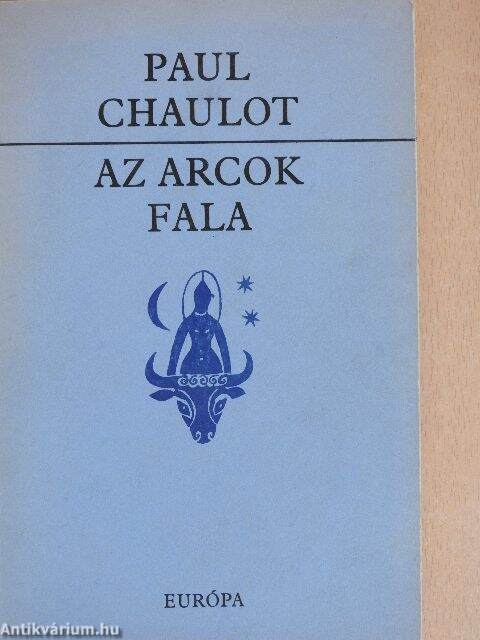 PAUL
CHAULOT
AZ ARCOK
FALA
EURÓPA
Antikvárium.hu